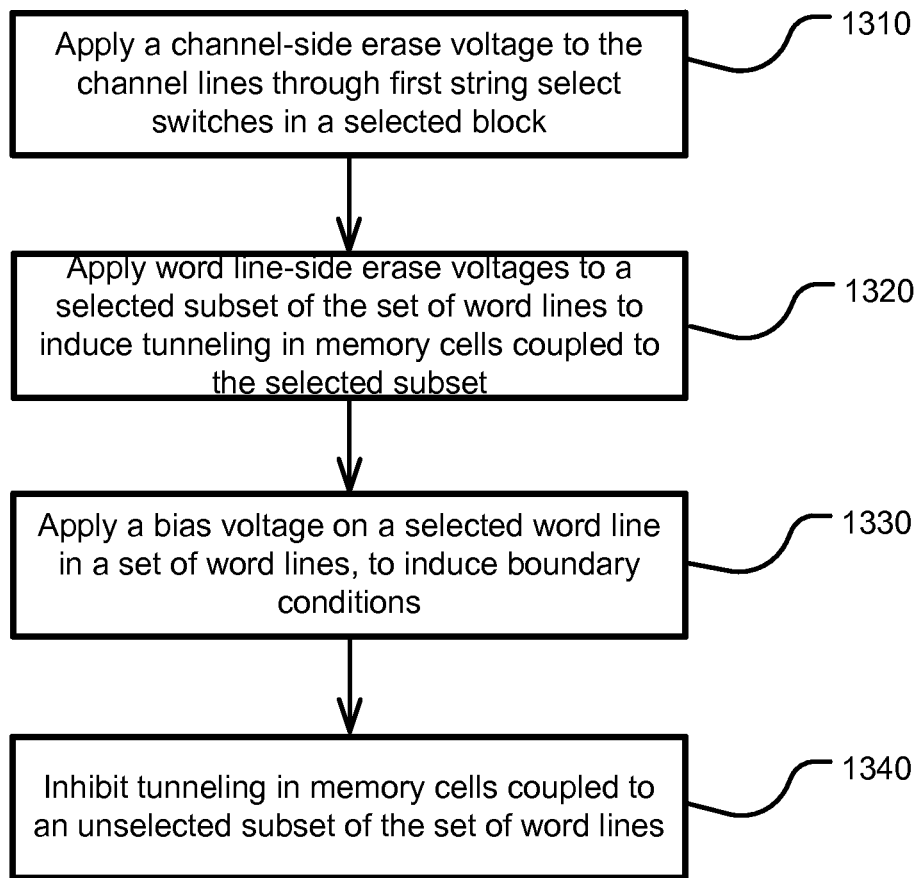 Apply a channel-side erase voltage to the
channel lines through first string select
switches in a selected block
1310
Apply word line-side erase voltages to a
selected subset of the set of word lines to
induce tunneling in memory cells coupled to
the selected subset
1320
Apply a bias voltage on a selected word line
in a set of word lines, to induce boundary
conditions
1330
Inhibit tunneling in memory cells coupled to
an unselected subset of the set of word lines
1340